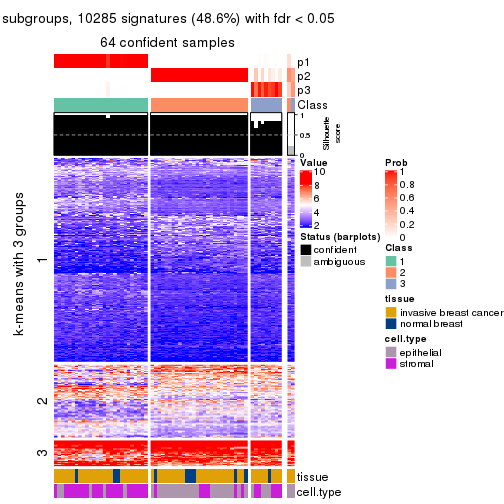 subgroups, 10285 signatures (48.6%) with fdr < 0.05
64 confident samples
p1
p2
p3
Class
1
0.5
0
Silhouette
score
k-means with 3 groups
1
2
3
tissue
cell.type
Value
10
8
6
4
2
Status (barplots)
confident
ambiguous
Prob
1
0.8
0.6
0.4
0.2
0
Class
1
2
3
tissue
invasive breast cancer
normal breast
cell.type
epithelial
stromal